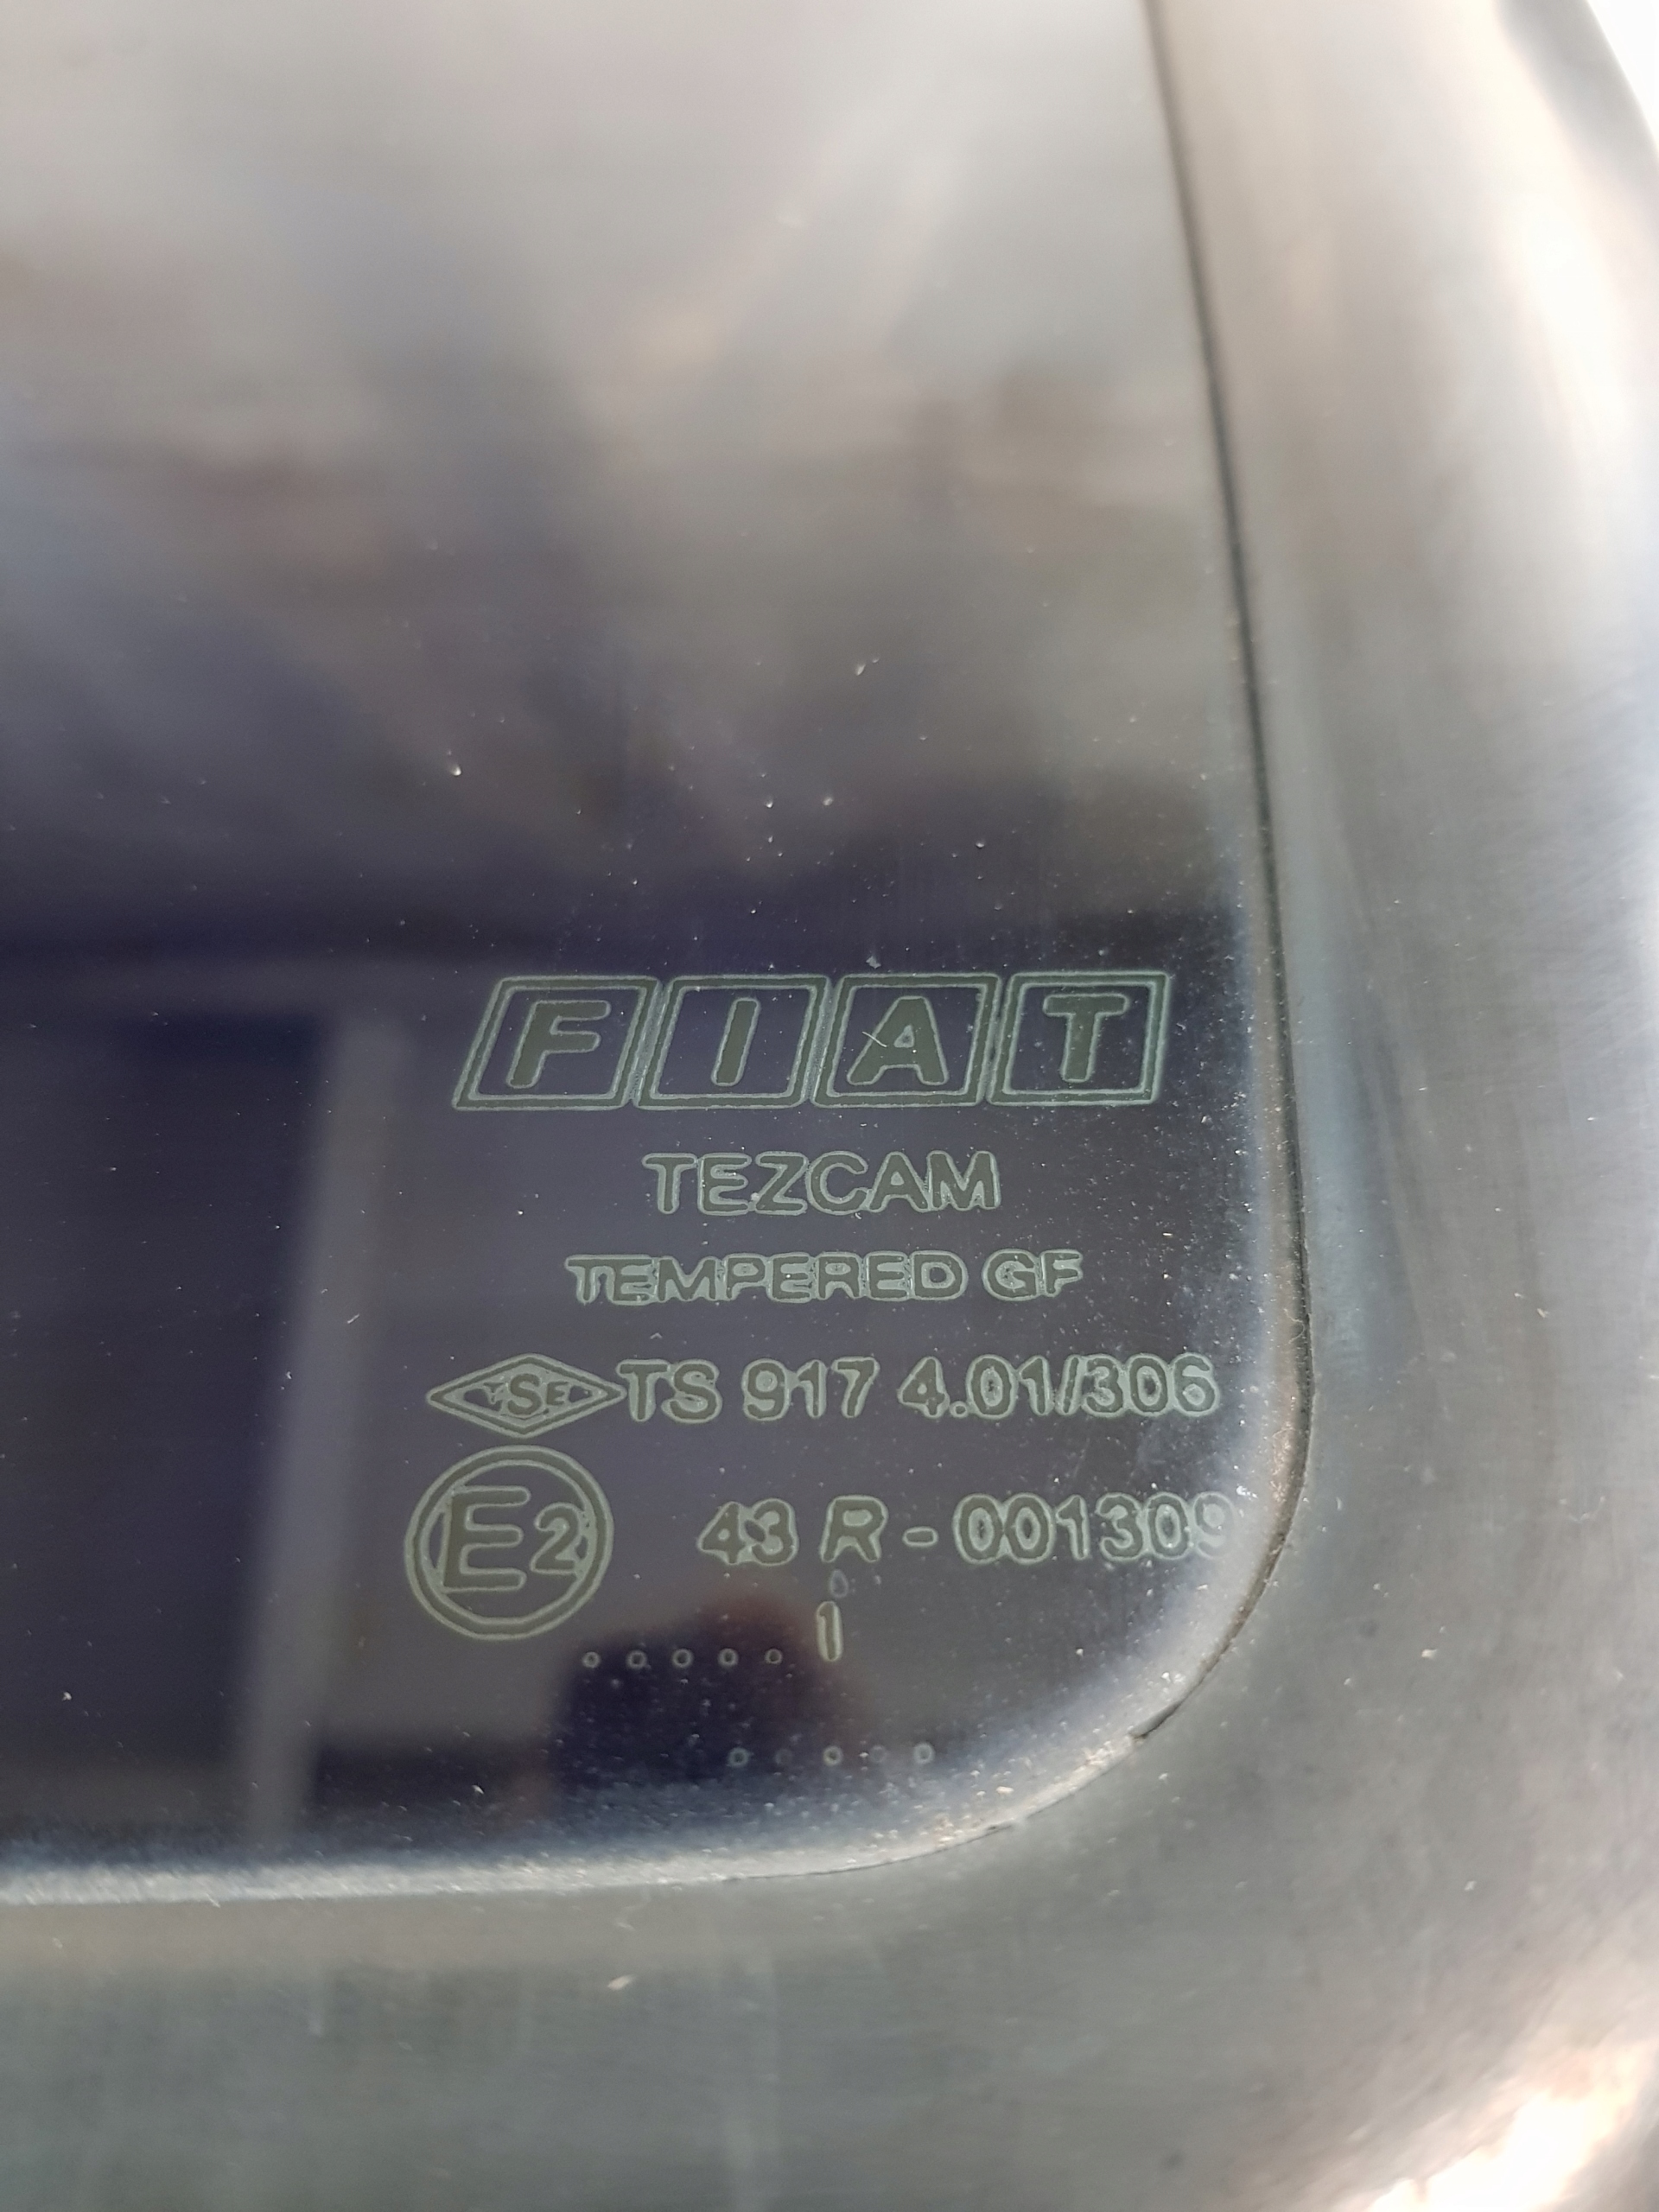 FIAT
TEZCAM
TEMPERED GF
TSE TS 917 4.01/306
E2 43 R - 001309
..... 1
.....